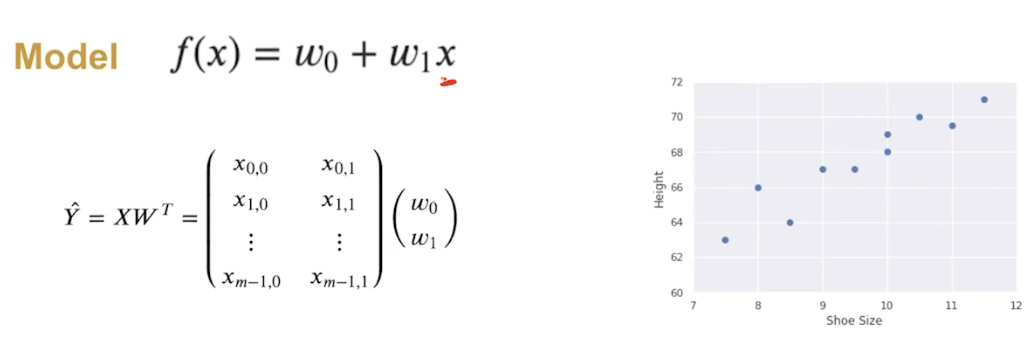 Model f(x) = w₀ + w₁x
Ŷ = XWᵀ =
x₀,₀ x₀,₁
x₁,₀ x₁,₁
⋮ ⋮
xₘ₋₁,₀ xₘ₋₁,₁
w₀
w₁
72
70
68
66
64
62
60
Height
7 8 9 10 11 12
Shoe Size